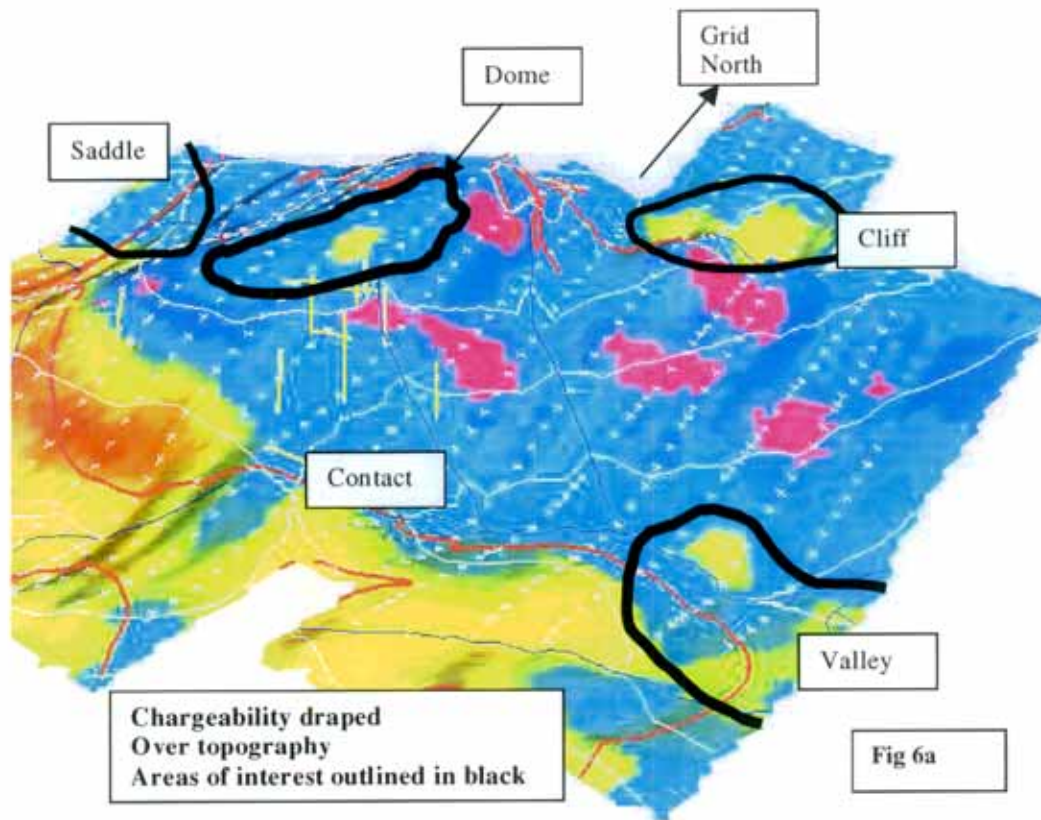 Grid
North
Dome
Saddle
Cliff
Contact
Valley
Chargeability draped
Over topography
Areas of interest outlined in black
Fig 6a